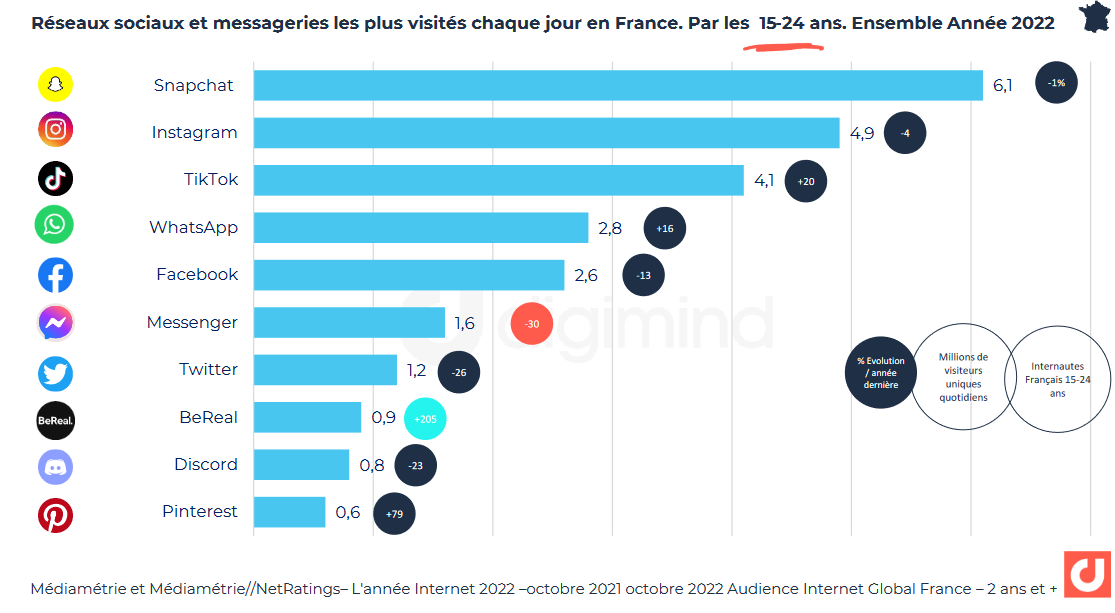 Réseaux sociaux et messageries les plus visités chaque jour en France. Par les 15-24 ans. Ensemble Année 2022
Snapchat 6,1 -1%
Instagram 4,9 -4
TikTok 4,1 +20
WhatsApp 2,8 +16
Facebook 2,6 -13
digimind
Messenger 1,6 -30
Twitter 1,2 -26
BeReal. BeReal 0,9 +205
Discord 0,8 -23
Pinterest 0,6 +79
% Evolution
/ année
dernière
Millions de
visiteurs
uniques
quotidiens
Internautes
Français 15-24
ans
Médiamétrie et Médiamétrie//NetRatings– L'année Internet 2022 –octobre 2021 octobre 2022 Audience Internet Global France – 2 ans et +